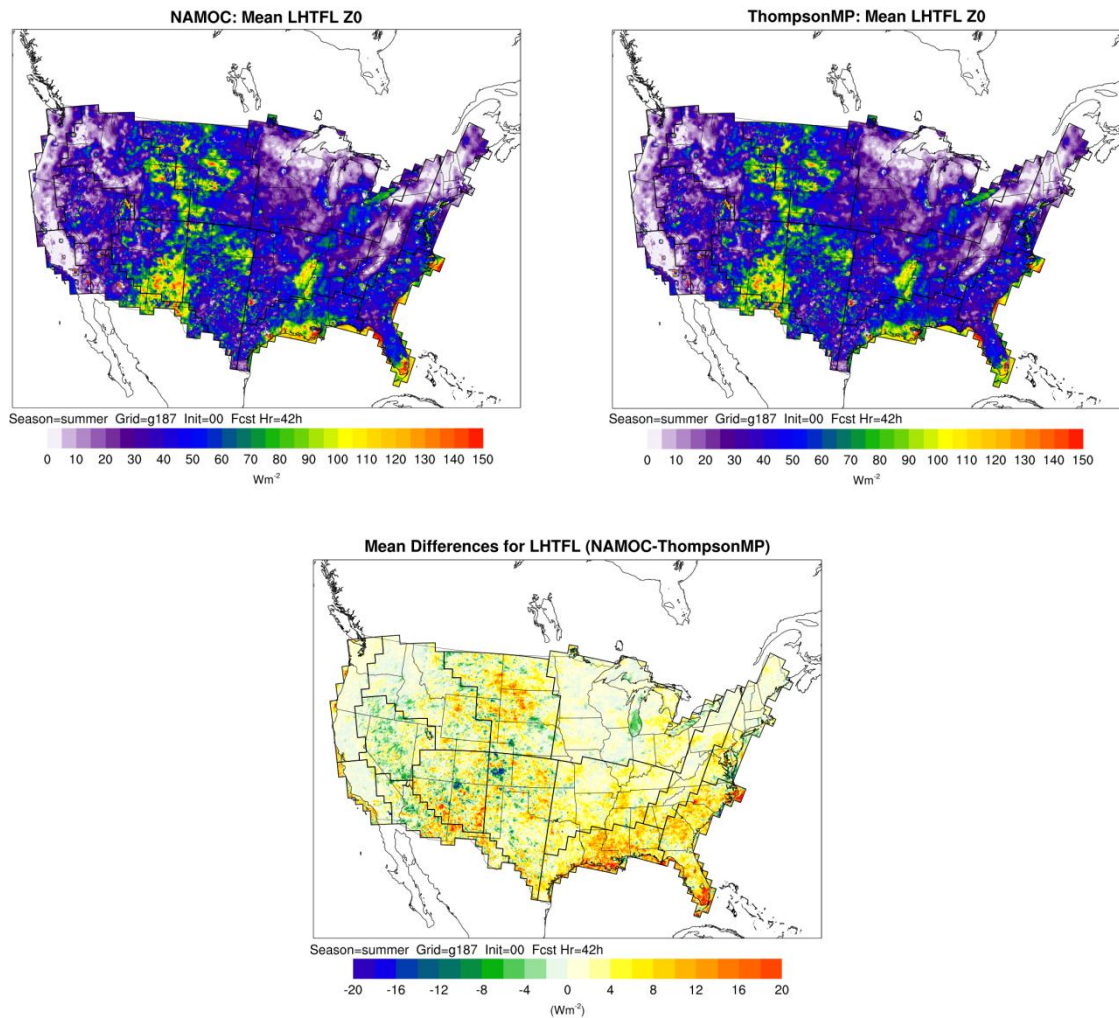 NAMOC: Mean LHTFL Z0
Season=summer Grid=g187 Init=00 Fcst Hr=42h
0 10 20 30 40 50 60 70 80 90 100 110 120 130 140 150
Wm-2
ThompsonMP: Mean LHTFL Z0
Season=summer Grid=g187 Init=00 Fcst Hr=42h
0 10 20 30 40 50 60 70 80 90 100 110 120 130 140 150
Wm-2
Mean Differences for LHTFL (NAMOC-ThompsonMP)
Season=summer Grid=g187 Init=00 Fcst Hr=42h
-20 -16 -12 -8 -4 0 4 8 12 16 20
(Wm-2)